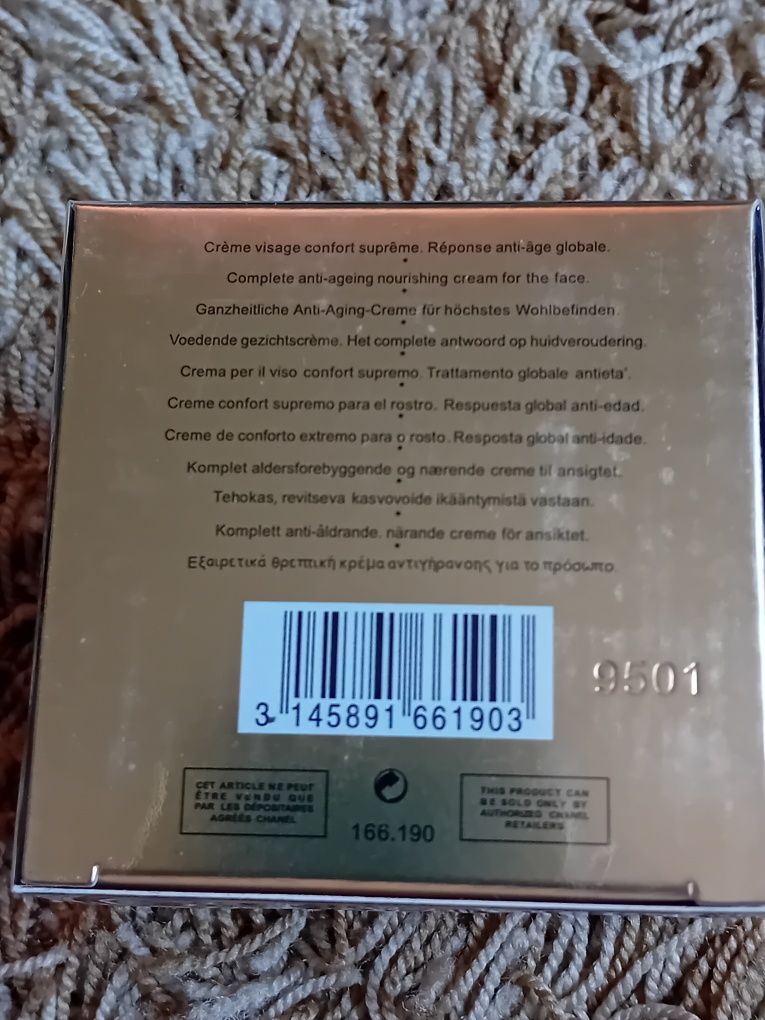 Crème visage confort suprême. Réponse anti-âge globale.
Complete anti-ageing nourishing cream for the face.
Ganzheitliche Anti-Aging-Creme für höchstes Wohlbefinden.
Voedende gezichtscrème. Het complete antwoord op huidveroudering.
Crema per il viso confort supremo. Trattamento globale antieta'.
Creme confort supremo para el rostro. Respuesta global anti-edad.
Creme de conforto extremo para o rosto. Resposta global anti-idade.
Komplet aldersforebyggende og nærende creme til ansigtet.
Tehokas, revitseva kasvovoide ikääntymistä vastaan.
Komplett anti-åldrande. närande creme för ansiktet.
Εξαιρετικά θρεπτική κρέμα αντιγήρανσης για το πρόσωπο.
3 145891 661903
9501
CET ARTICLE NE PEUT
ÊTRE VENDU QUE
PAR LES DÉPOSITAIRES
AGRÉÉS CHANEL
166.190
THIS PRODUCT CAN
BE SOLD ONLY BY
AUTHORIZED CHANEL
RETAILERS